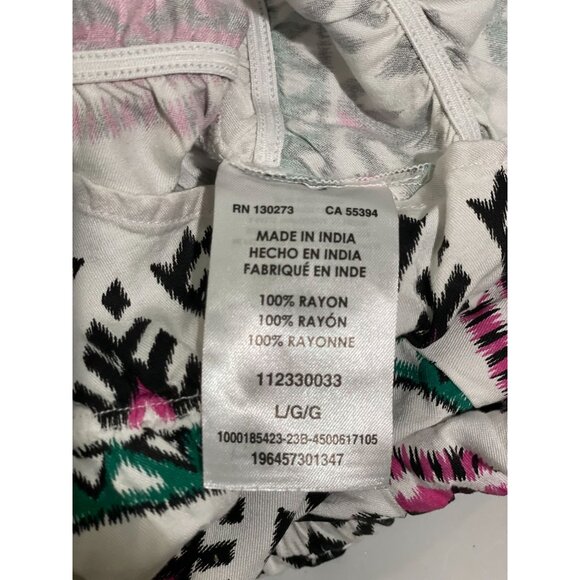 RN 130273 CA 55394
MADE IN INDIA
HECHO EN INDIA
FABRIQUÉ EN INDE
100% RAYON
100% RAYÓN
100% RAYONNE
112330033
L/G/G
1000185423-23B-4500617105
196457301347